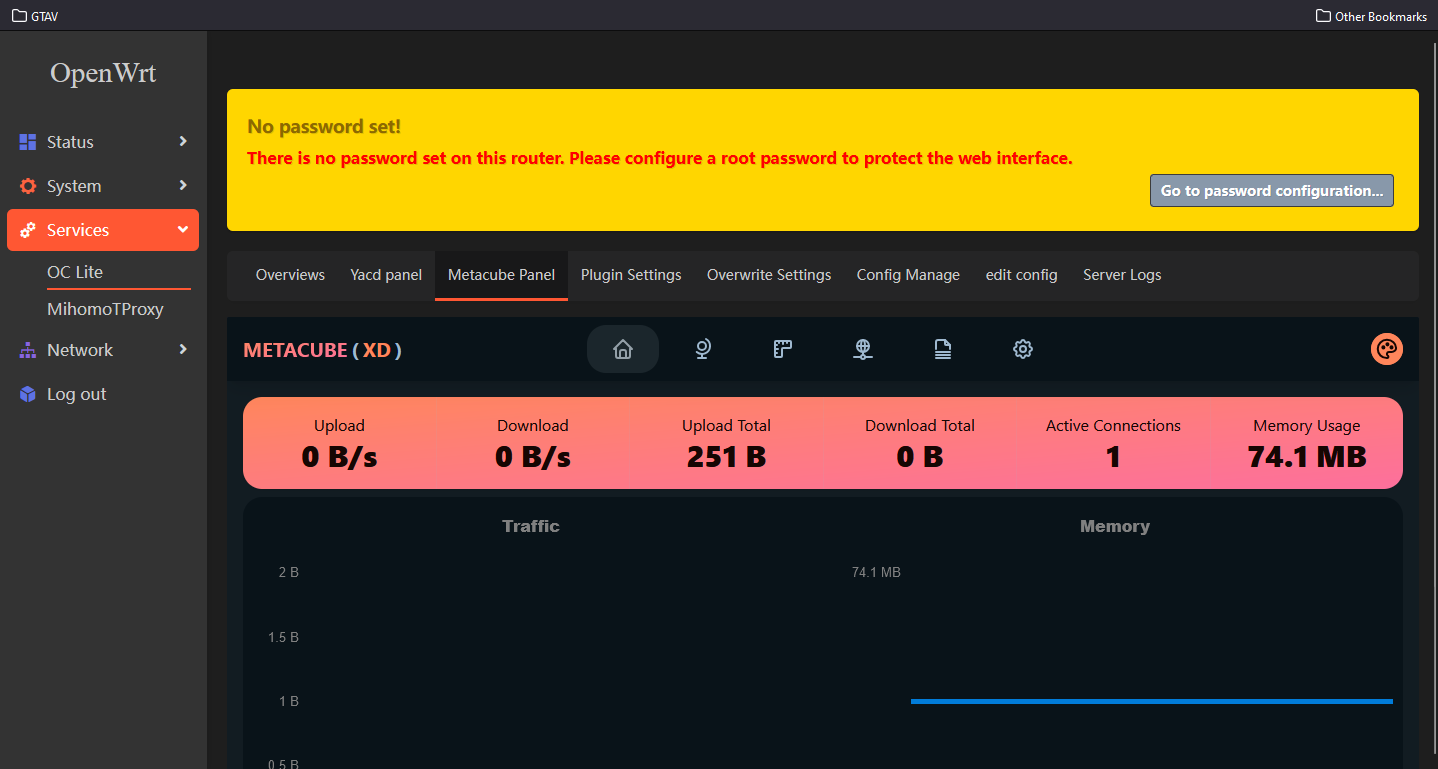 GTAV
Other Bookmarks
OpenWrt
Status
System
Services
OC Lite
MihomoTProxy
Network
Log out
No password set!
There is no password set on this router. Please configure a root password to protect the web interface.
Go to password configuration...
Overviews Yacd panel Metacube Panel Plugin Settings Overwrite Settings Config Manage edit config Server Logs
METACUBE ( XD )
Upload Download Upload Total Download Total Active Connections Memory Usage
0 B/s 0 B/s 251 B 0 B 1 74.1 MB
Traffic Memory
2 B 74.1 MB
1.5 B
1 B
0.5 B